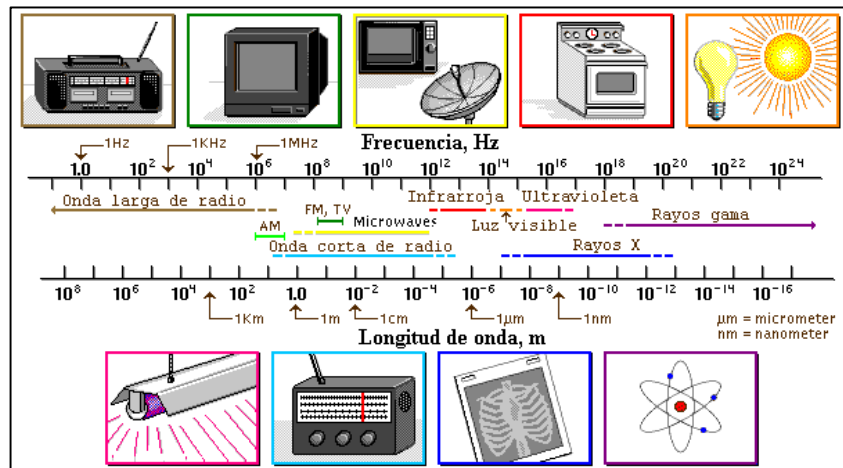 1Hz 1KHz 1MHz Frecuencia, Hz
1.0 10² 10⁴ 10⁶ 10⁸ 10¹⁰ 10¹² 10¹⁴ 10¹⁶ 10¹⁸ 10²⁰ 10²² 10²⁴
Onda larga de radio Infrarroja Ultravioleta
FM, TV
Microwaves Luz visible Rayos gama
AM
Onda corta de radio Rayos X
10⁸ 10⁶ 10⁴ 10² 1.0 10⁻² 10⁻⁴ 10⁻⁶ 10⁻⁸ 10⁻¹⁰ 10⁻¹² 10⁻¹⁴ 10⁻¹⁶
1Km 1m 1cm 1µm 1nm
Longitud de onda, m
µm = micrometer
nm = nanometer